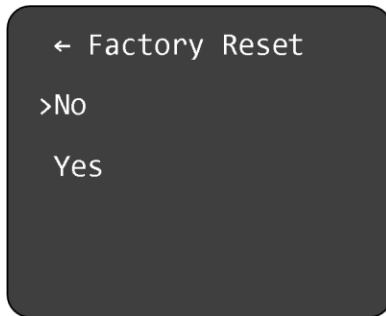 ← Factory Reset
>No
Yes